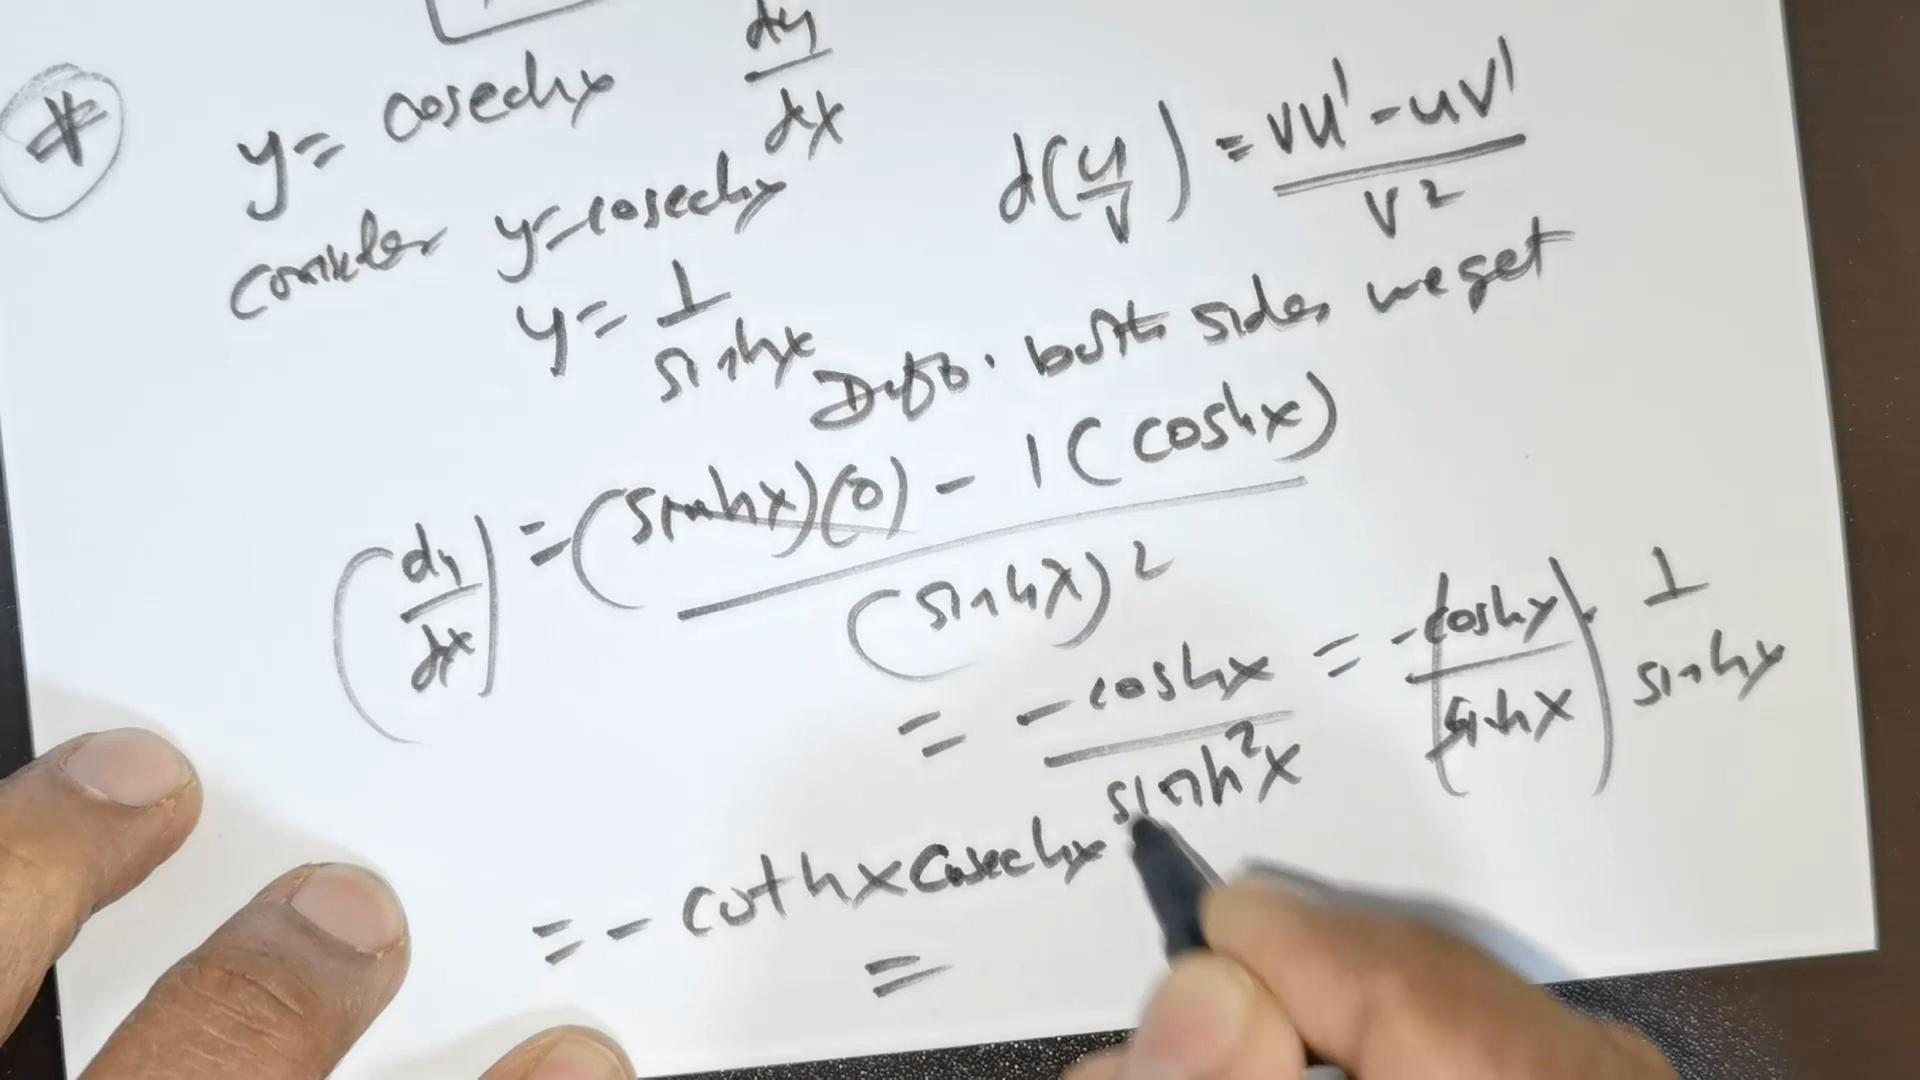 * y = cosechx dy/dx
d(u/v) = vu' - uv' / v²
consider y = cosechx
y = 1/sinhx
Diff. both sides we get
(dy/dx) = (sinhx)(0) - 1(coshx) / (sinhx)²
= -coshx/sinh²x = (-coshx/sinhx) · 1/sinhx
= - cothx cosechx
=